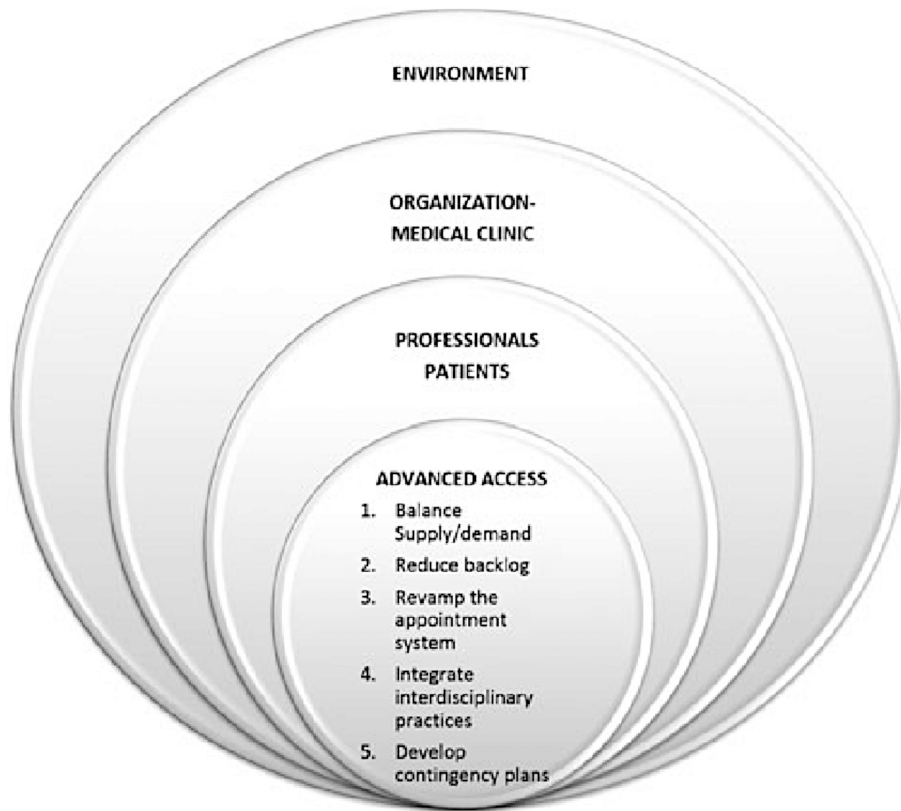 ENVIRONMENT
ORGANIZATION-
MEDICAL CLINIC
PROFESSIONALS
PATIENTS
ADVANCED ACCESS
1. Balance
Supply/demand
2. Reduce backlog
3. Revamp the
appointment
system
4. Integrate
interdisciplinary
practices
5. Develop
contingency plans